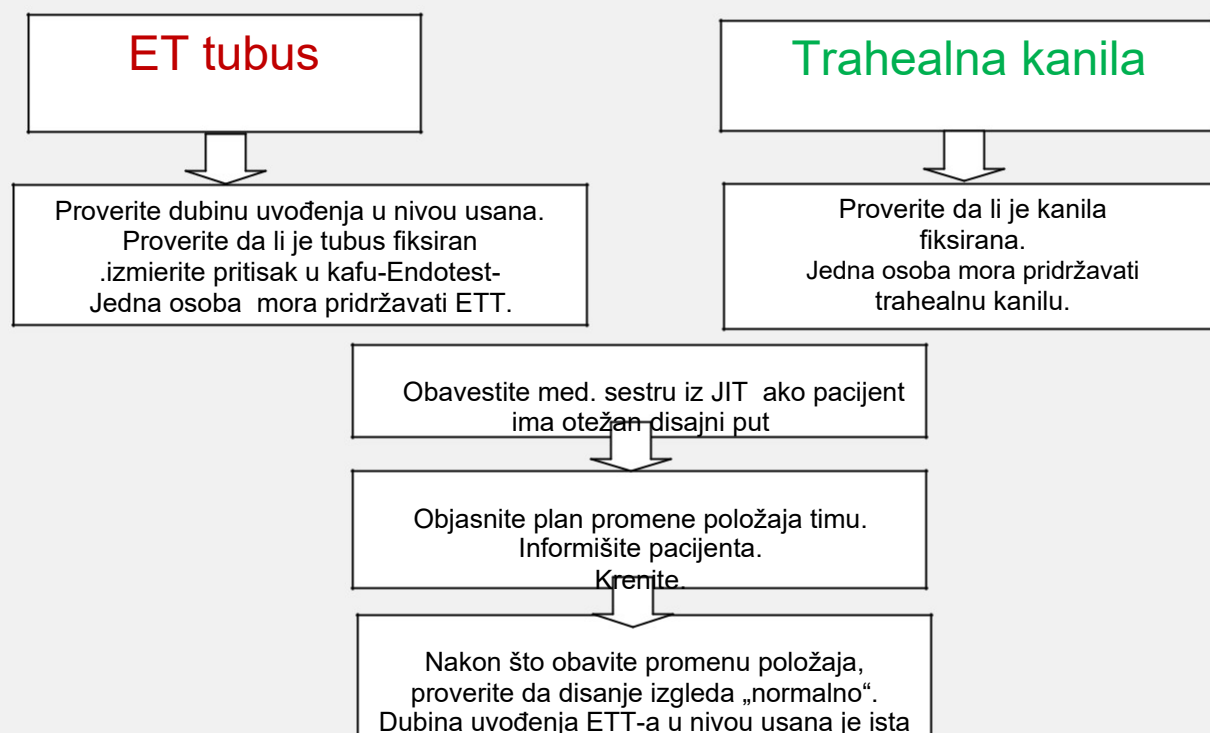 ET tubus
Trahealna kanila
Proverite dubinu uvođenja u nivou usana.
Proverite da li je tubus fiksiran
.izmierite pritisak u kafu-Endotest-
Jedna osoba mora pridržavati ETT.
Proverite da li je kanila
fiksirana.
Jedna osoba mora pridržavati
trahealnu kanilu.
Obavestite med. sestru iz JIT ako pacijent
ima otežan disajni put
Objasnite plan promene položaja timu.
Informišite pacijenta.
Krenite.
Nakon što obavite promenu položaja,
proverite da disanje izgleda „normalno“.
Dubina uvođenja ETT-a u nivou usana je ista